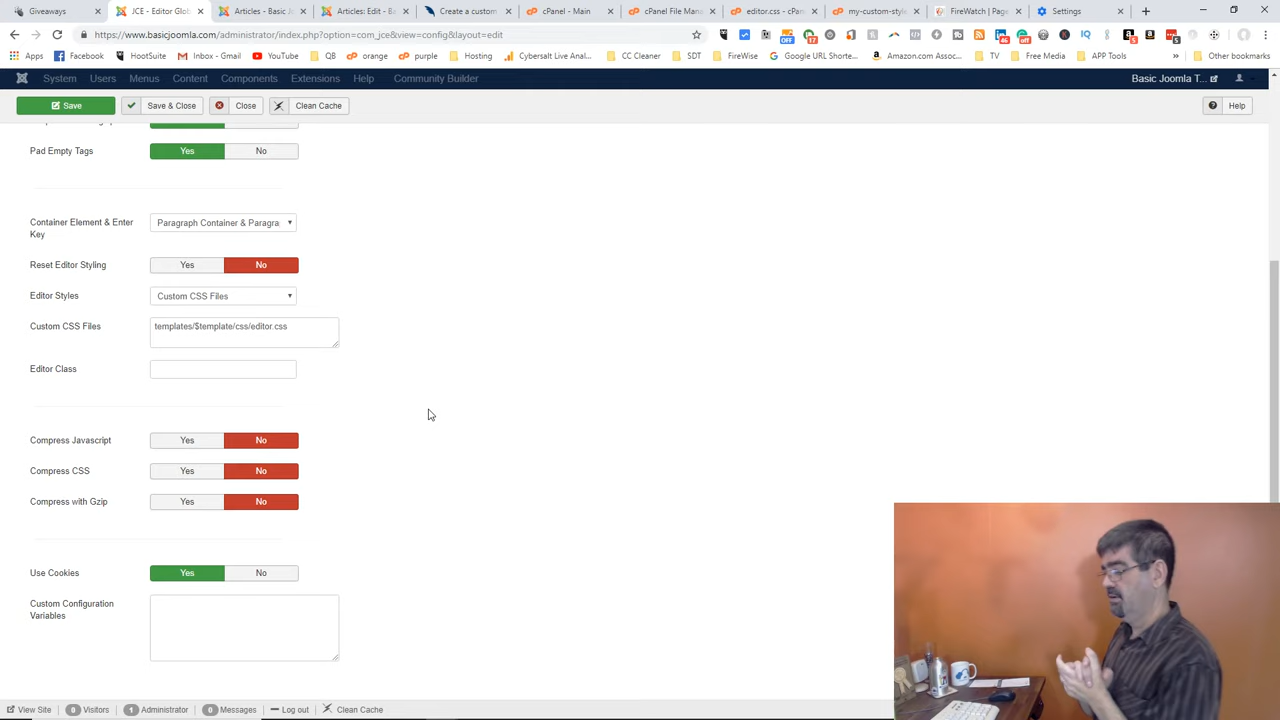 Giveaways
JCE - Editor Glob
Articles - Basic Jo
Articles: Edit - Ba
Create a custom
cPanel - Main
cPanel File Mana
editor.css - cPan
my-custom-style
FireWatch | Page
Settings
https://www.basicjoomla.com/administrator/index.php?option=com_jce&view=config&layout=edit
Apps
Facebook
HootSuite
Inbox - Gmail
YouTube
QB
orange
purple
Hosting
Cybersalt Live Anal...
CC Cleaner
SDT
FireWise
Google URL Shorte...
Amazon.com Assoc...
TV
Free Media
APP Tools
»
Other bookmarks
System Users Menus Content Components Extensions Help Community Builder
Basic Joomla T...
Save
Save & Close
Close
Clean Cache
Help
Pad Empty Tags
Yes No
Container Element & Enter
Key
Paragraph Container & Paragra
Reset Editor Styling
Yes No
Editor Styles
Custom CSS Files
Custom CSS Files
templates/$template/css/editor.css
Editor Class
Compress Javascript
Yes No
Compress CSS
Yes No
Compress with Gzip
Yes No
Use Cookies
Yes No
Custom Configuration
Variables
View Site 0 Visitors 1 Administrator 0 Messages Log out Clean Cache